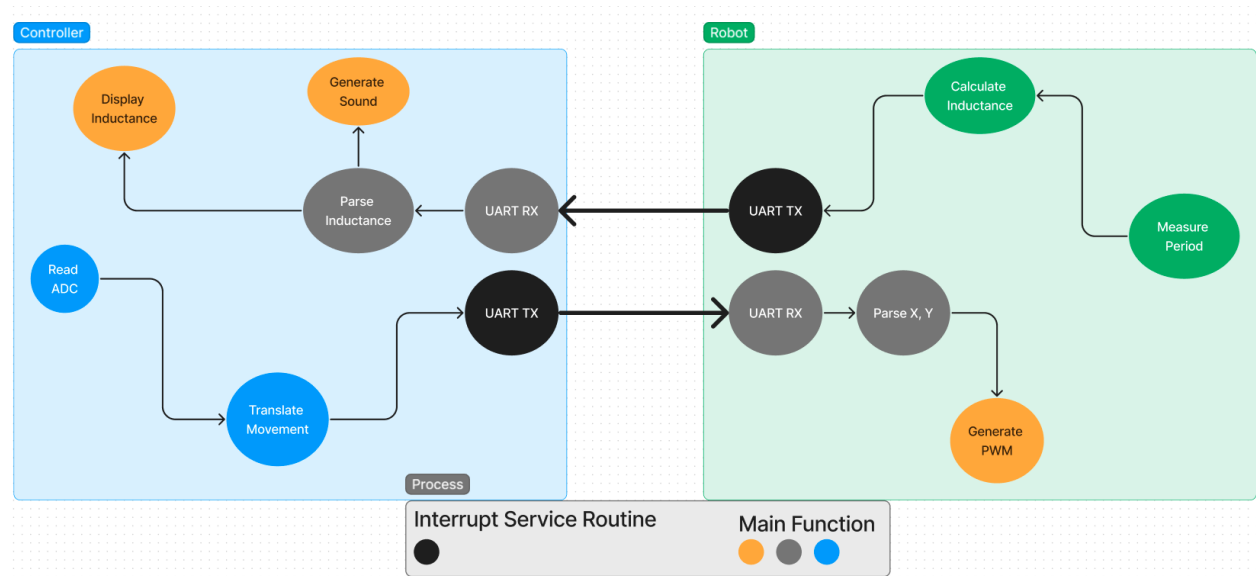 Controller
Robot
Display
Inductance
Generate
Sound
Parse
Inductance
UART RX
Read
ADC
Translate
Movement
UART TX
Calculate
Inductance
UART TX
Measure
Period
UART RX
Parse X, Y
Generate
PWM
Process
Interrupt Service Routine
Main Function